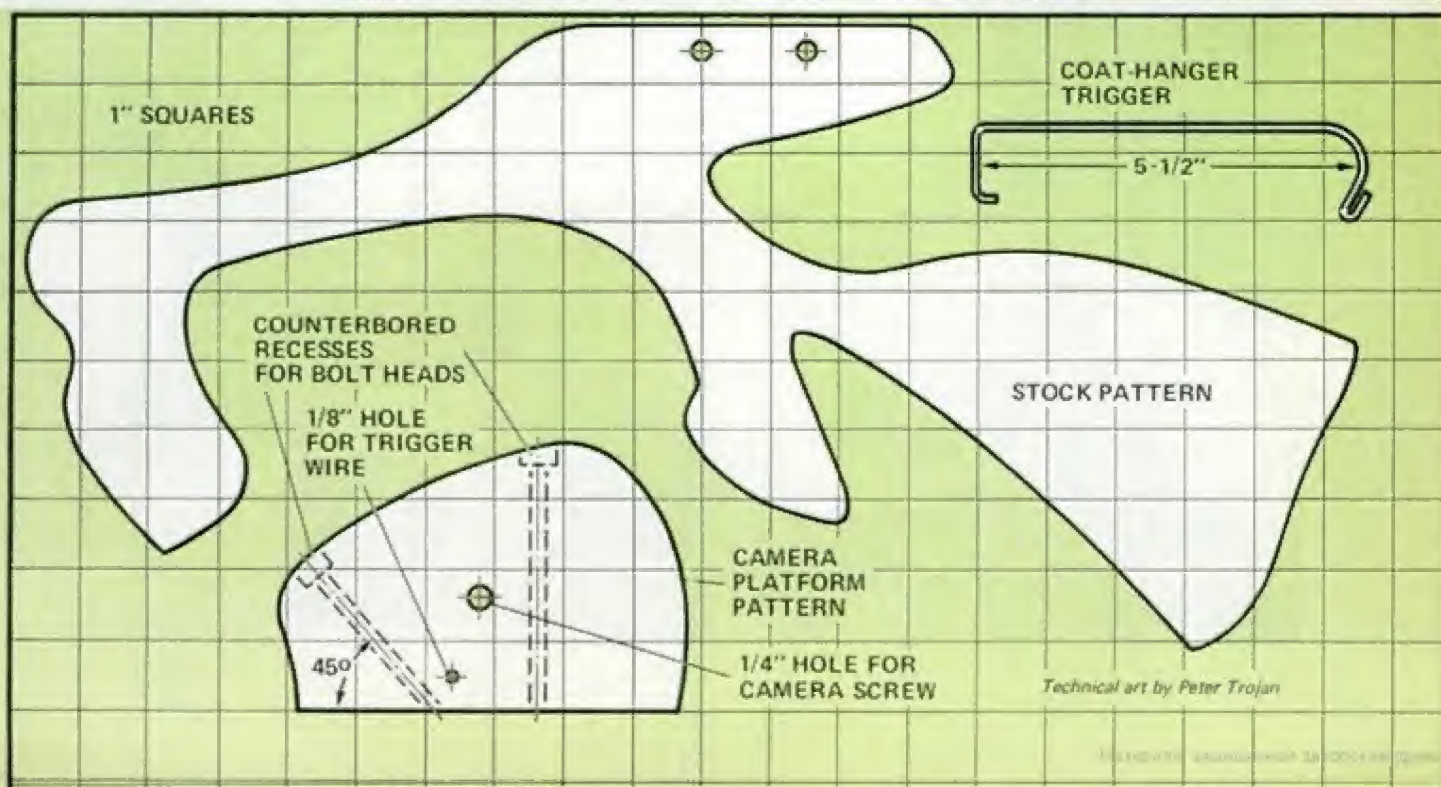 1" SQUARES
COAT-HANGER
TRIGGER
5-1/2"
COUNTERBORED
RECESSES
FOR BOLT HEADS
1/8" HOLE
FOR TRIGGER
WIRE
STOCK PATTERN
CAMERA
PLATFORM
PATTERN
45°
1/4" HOLE FOR
CAMERA SCREW
Technical art by Peter Trojan